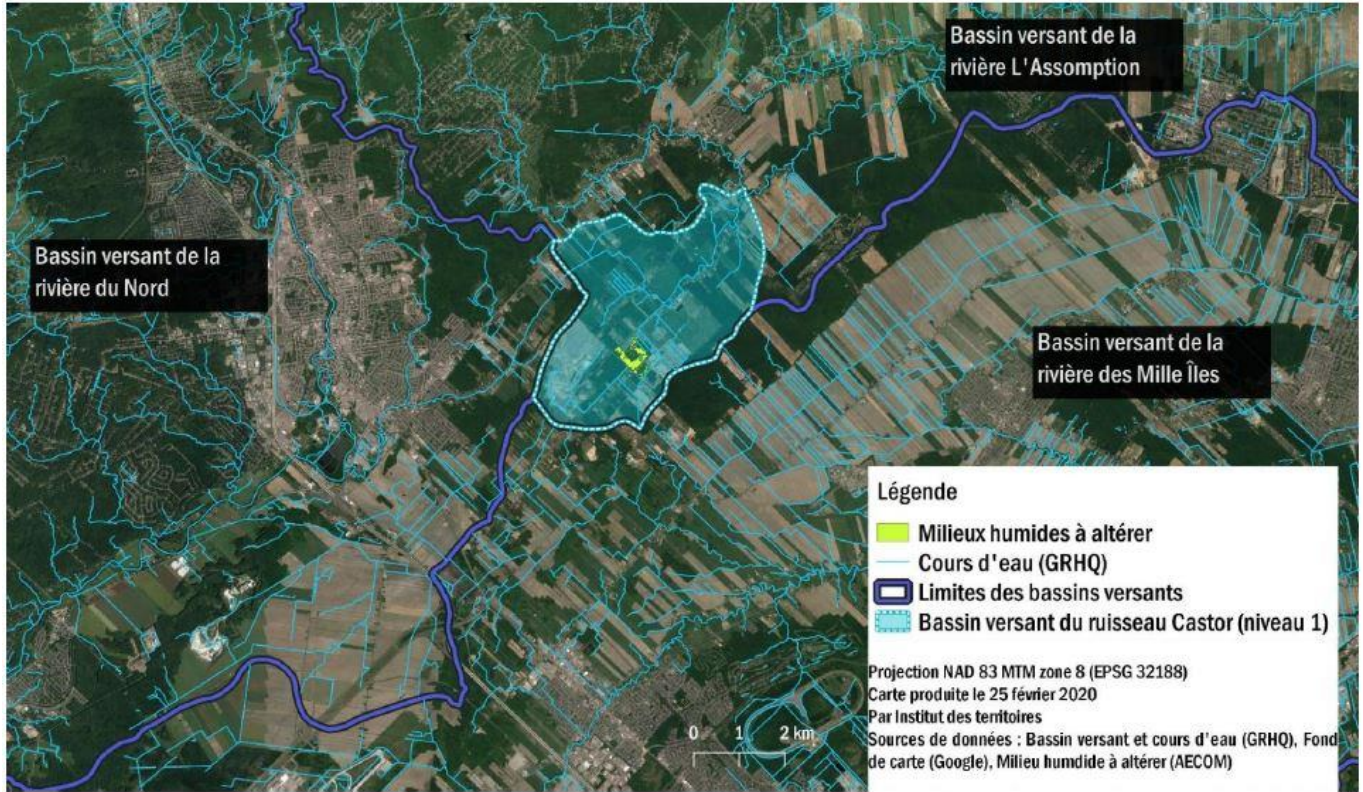 Bassin versant de la
rivière L'Assomption
Bassin versant de la
rivière du Nord
Bassin versant de la
rivière des Mille Îles
Légende
Milieux humides à altérer
Cours d'eau (GRHQ)
Limites des bassins versants
Bassin versant du ruisseau Castor (niveau 1)
Projection NAD 83 MTM zone 8 (EPSG 32188)
Carte produite le 25 février 2020
Par Institut des territoires
Sources de données : Bassin versant et cours d'eau (GRHQ), Fond
de carte (Google), Milieu humdide à altérer (AECOM)
0 1 2 km